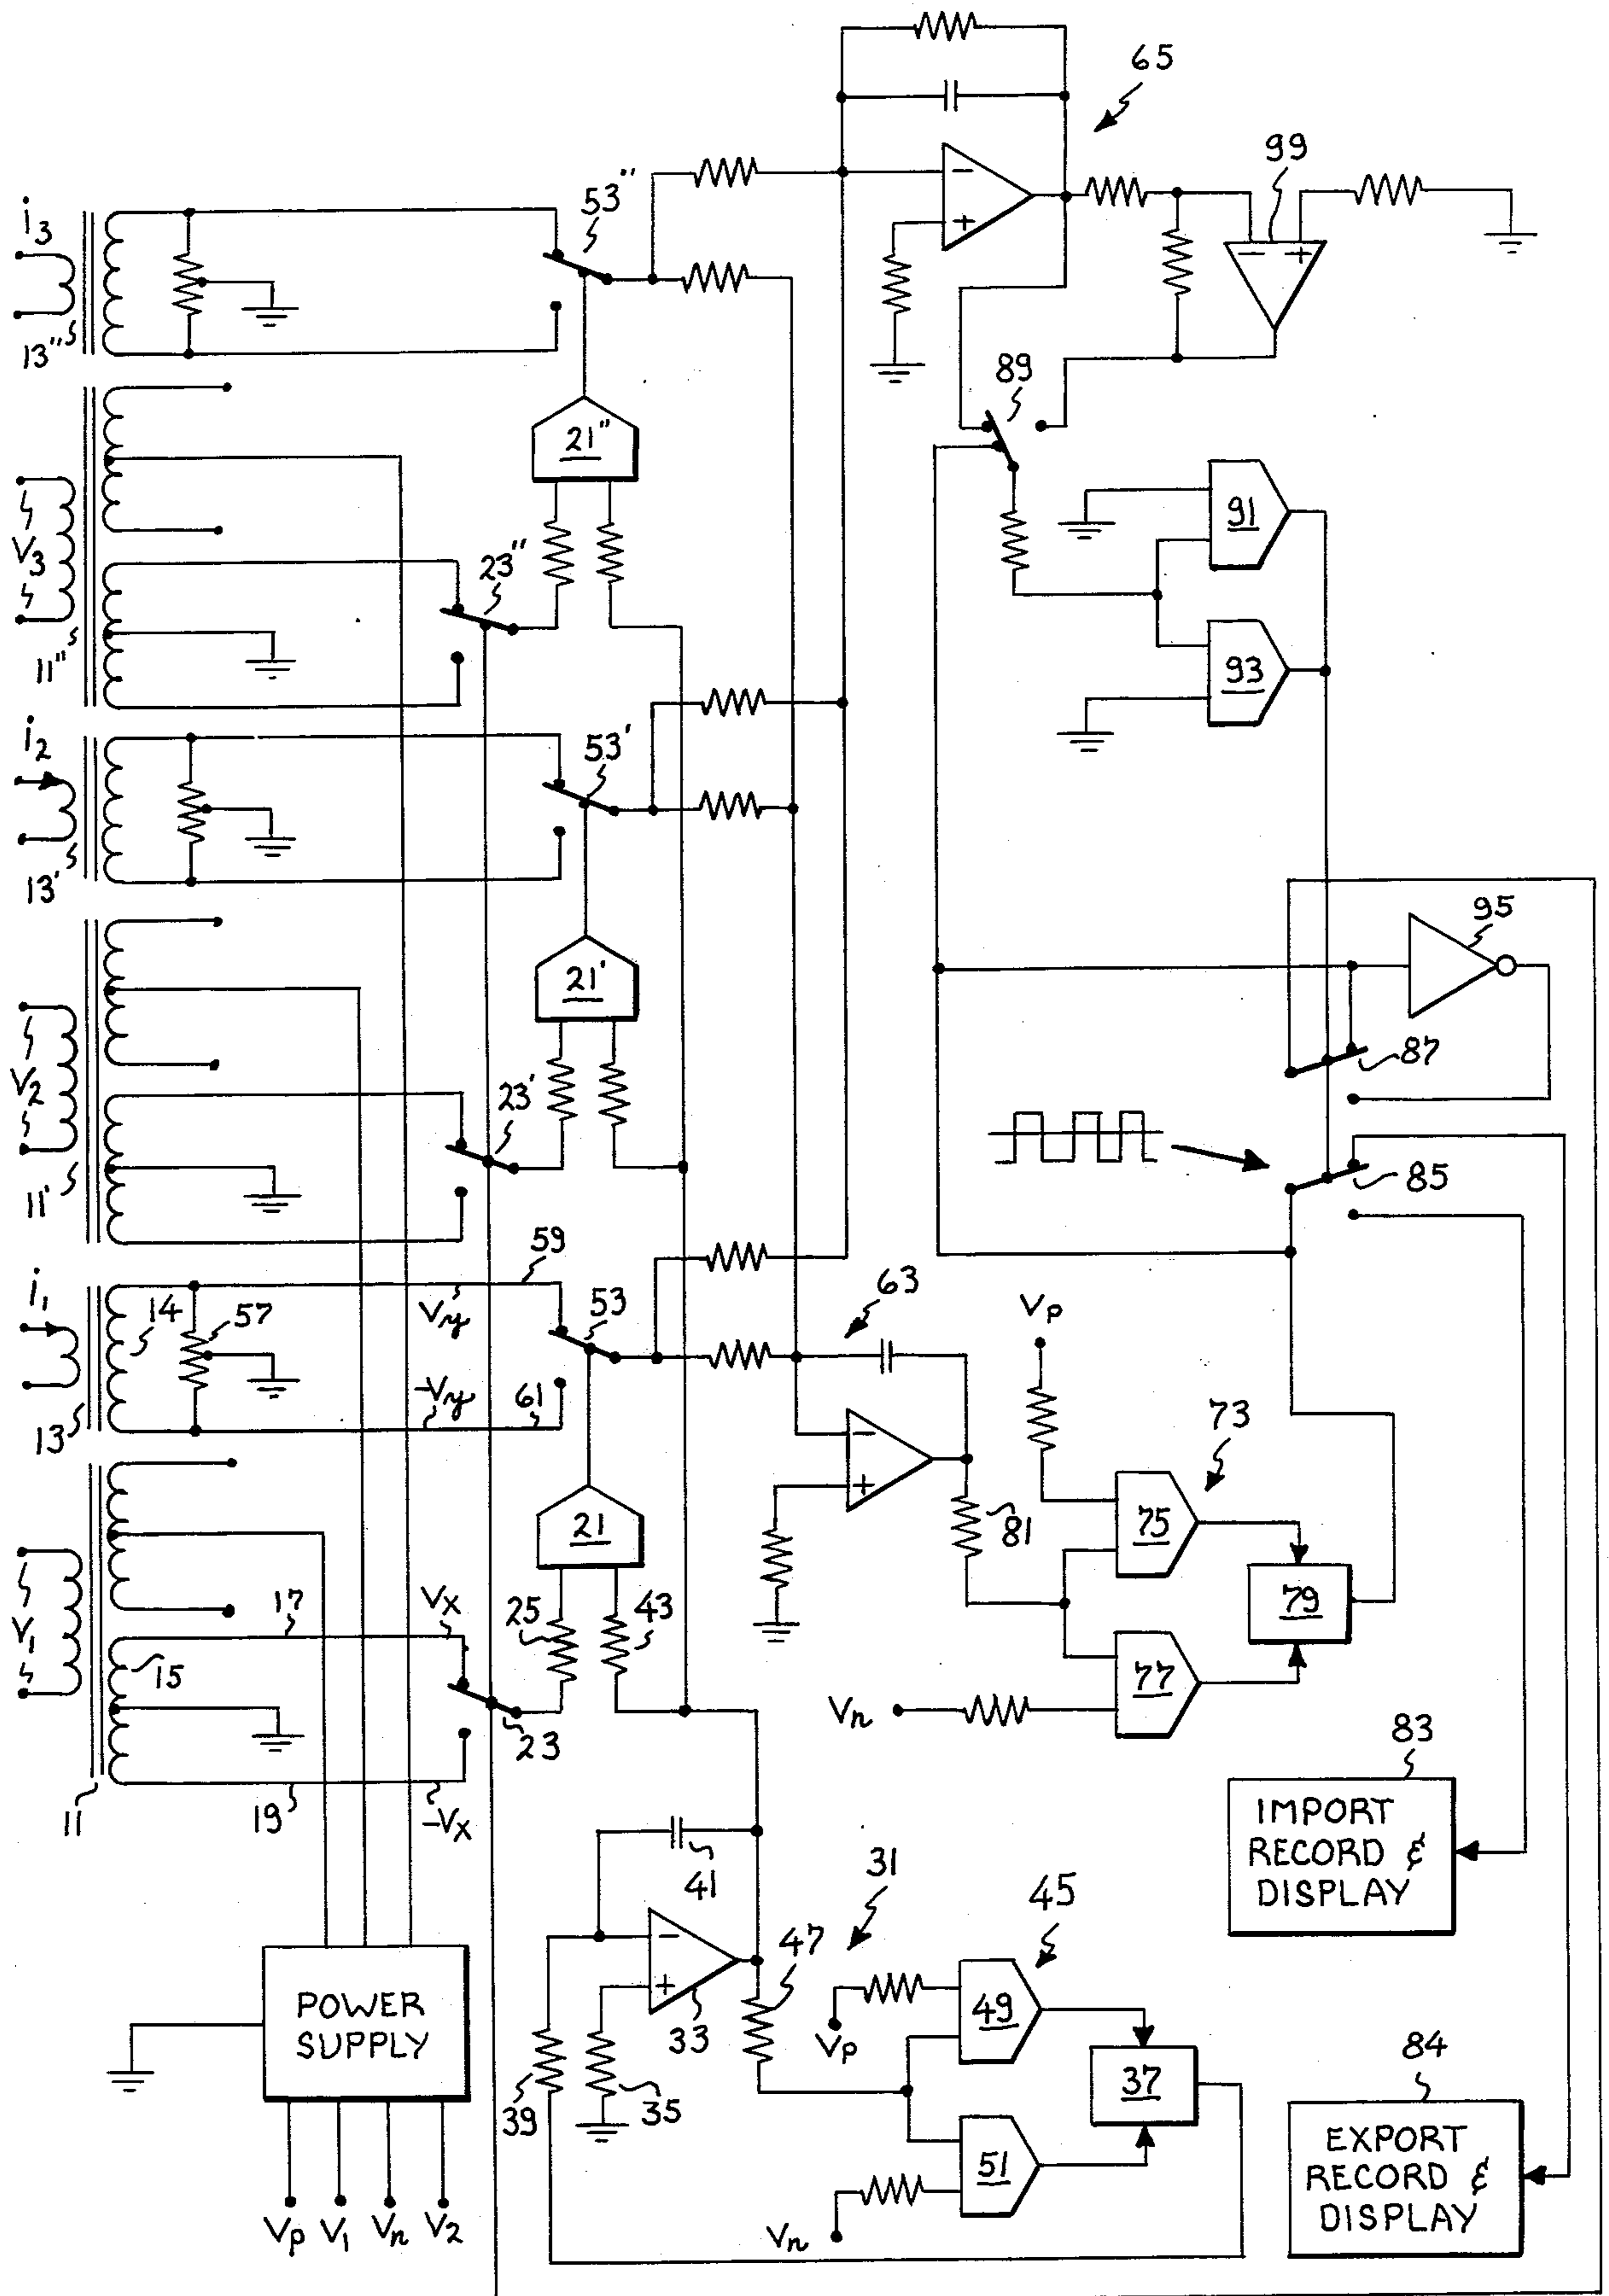 65
99
53"
i3
-
+
-
+
13"
89
21"
91
V3
23"
11"
93
i2
53'
13'
95
21'
87
V2
23'
85
11'
59
i1
63
14
57
Vy
53
Vp
-Vy
61
13
-
73
+
75
21
81
17
Vx
25
43
79
V1
15
77
Vn
23
83
11
19
-Vx
IMPORT
RECORD &
DISPLAY
31
41
45
47
-
+
POWER
SUPPLY
49
33
Vp
84
37
39
35
EXPORT
RECORD &
DISPLAY
51
Vp V1 Vn V2
Vn